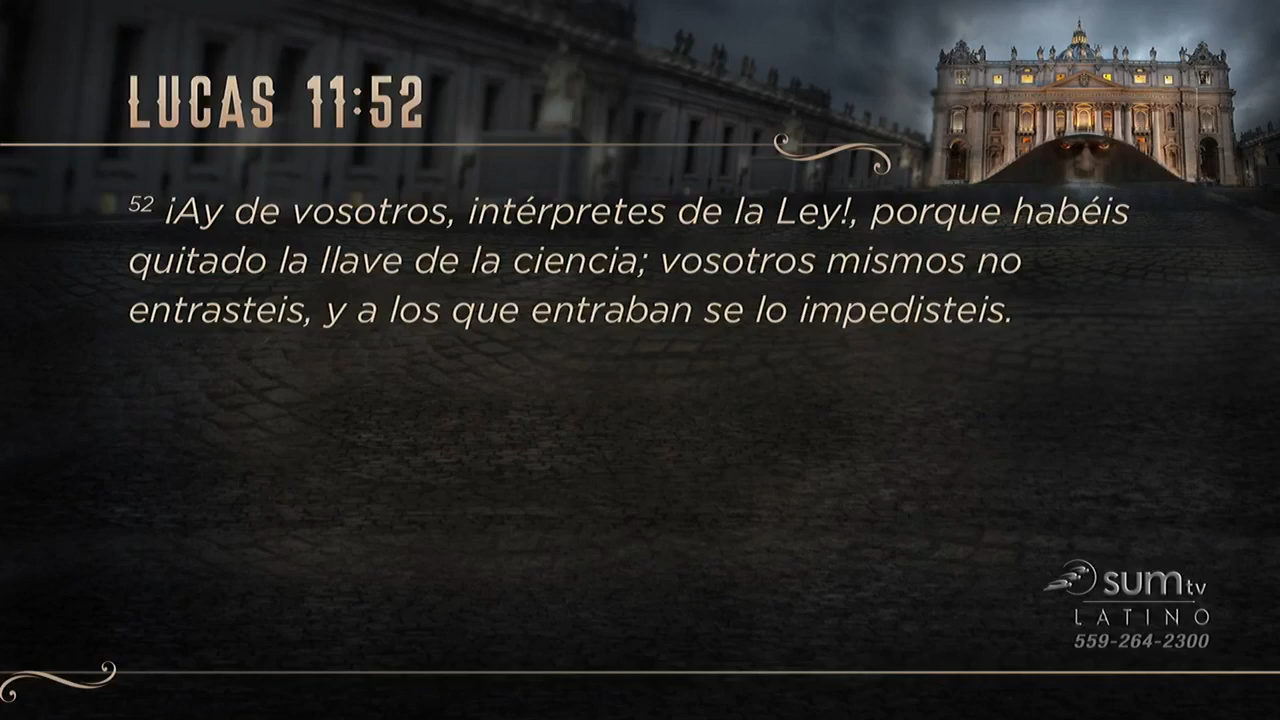 LUCAS 11:52
52 ¡Ay de vosotros, intérpretes de la Ley!, porque habéis
quitado la llave de la ciencia; vosotros mismos no
entrasteis, y a los que entraban se lo impedisteis.
sumtv
LATINO
559-264-2300